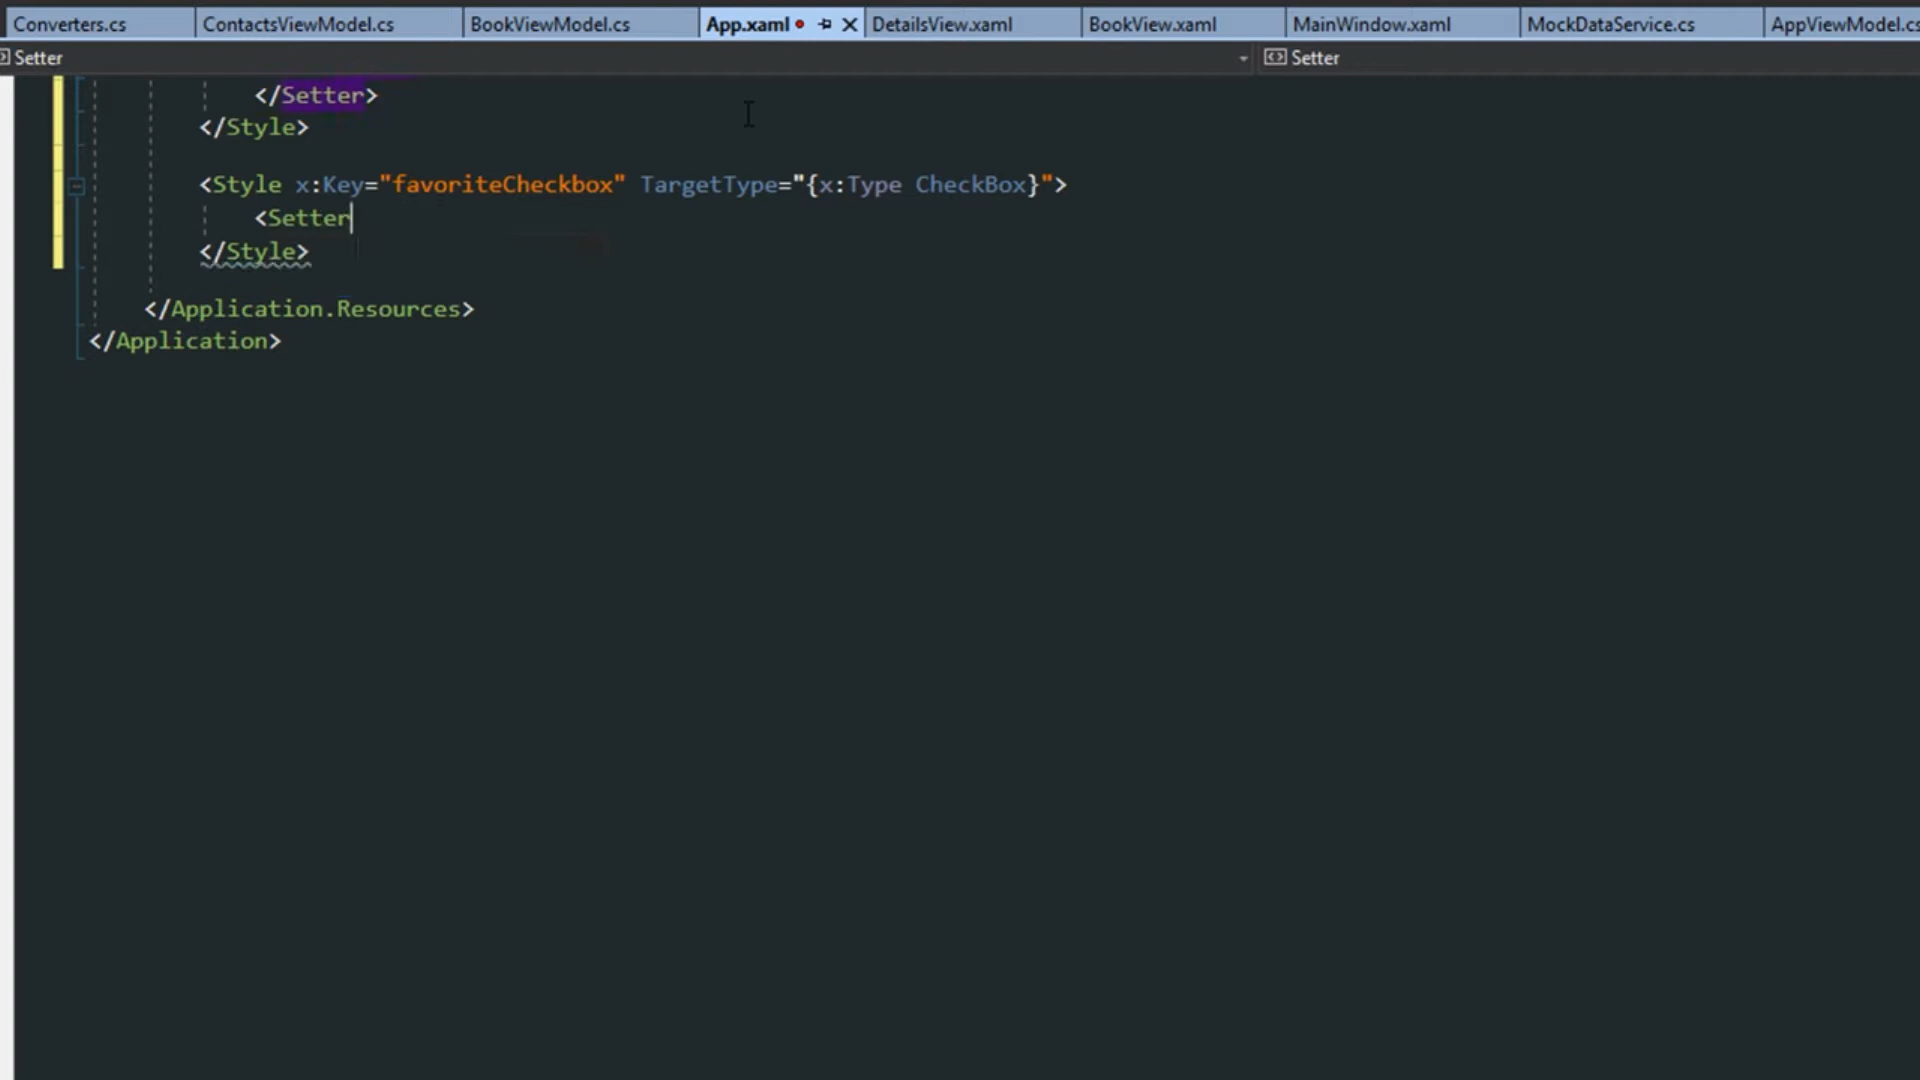 Converters.cs ContactsViewModel.cs BookViewModel.cs App.xaml DetailsView.xaml BookView.xaml MainWindow.xaml MockDataService.cs AppViewModel.cs
Setter Setter
</Setter>
</Style>
<Style x:Key="favoriteCheckbox" TargetType="{x:Type CheckBox}">
<Setter
</Style>
</Application.Resources>
</Application>